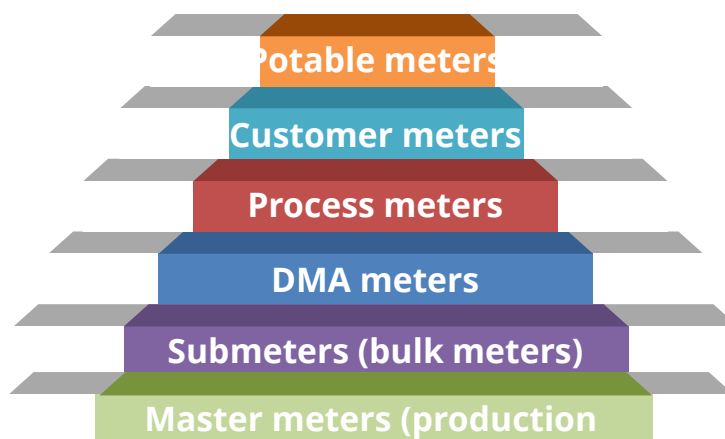 Potable meters
Customer meters
Process meters
DMA meters
Submeters (bulk meters)
Master meters (production